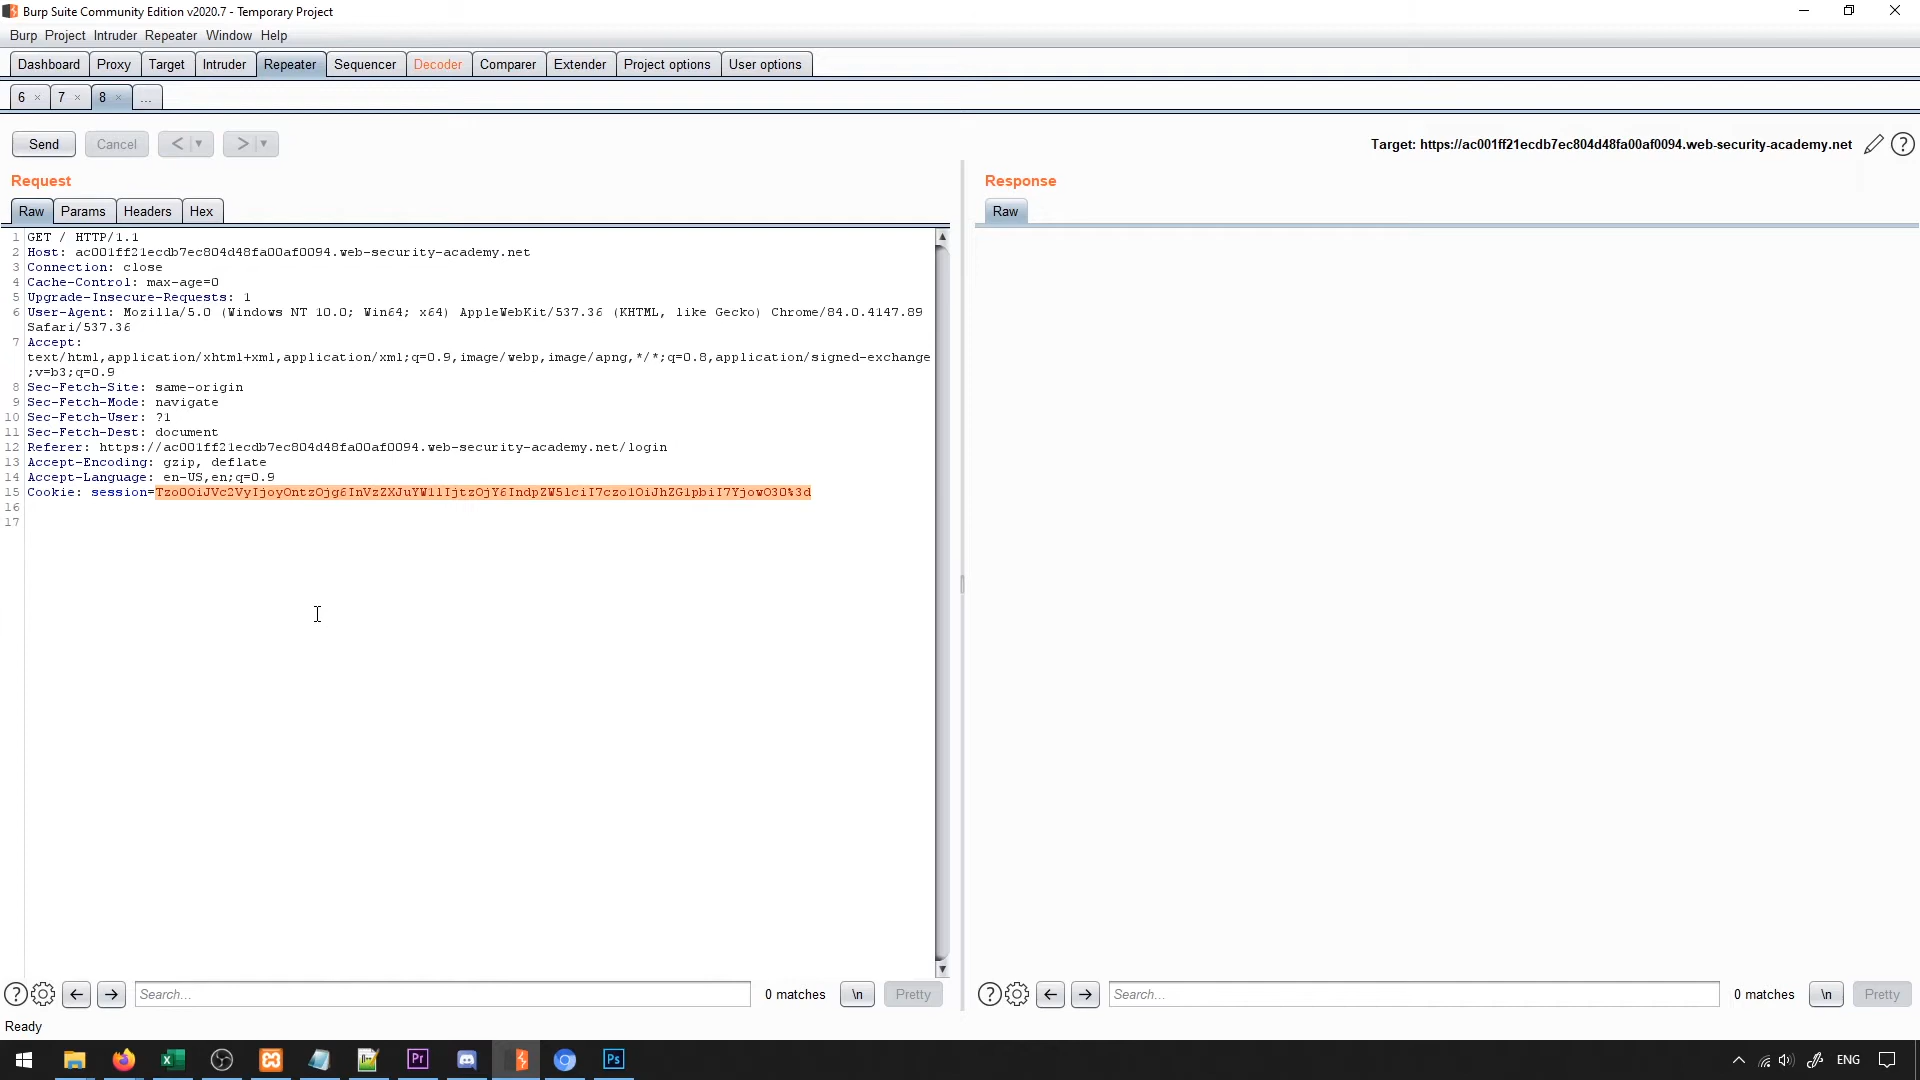 Burp Suite Community Edition v2020.7 - Temporary Project
Burp Project Intruder Repeater Window Help
Dashboard Proxy Target Intruder Repeater Sequencer Decoder Comparer Extender Project options User options
6 × 7 × 8 × ...
Send Cancel < ▾ > ▾ Target: https://ac001ff21ecdb7ec804d48fa00af0094.web-security-academy.net ?
Request Response
Raw Params Headers Hex Raw
1 GET / HTTP/1.1
2 Host: ac001ff21ecdb7ec804d48fa00af0094.web-security-academy.net
3 Connection: close
4 Cache-Control: max-age=0
5 Upgrade-Insecure-Requests: 1
6 User-Agent: Mozilla/5.0 (Windows NT 10.0; Win64; x64) AppleWebKit/537.36 (KHTML, like Gecko) Chrome/84.0.4147.89
Safari/537.36
7 Accept:
text/html,application/xhtml+xml,application/xml;q=0.9,image/webp,image/apng,*/*;q=0.8,application/signed-exchange
;v=b3;q=0.9
8 Sec-Fetch-Site: same-origin
9 Sec-Fetch-Mode: navigate
10 Sec-Fetch-User: ?1
11 Sec-Fetch-Dest: document
12 Referer: https://ac001ff21ecdb7ec804d48fa00af0094.web-security-academy.net/login
13 Accept-Encoding: gzip, deflate
14 Accept-Language: en-US,en;q=0.9
15 Cookie: session=Tzo0OiJVc2VyIjoyOntzOjg6InVzZXJuYW1lIjtzOjY6IndpZW5lciI7czo1OiJhZG1pbiI7YjowO30%3d
16
17
? ← → Search... 0 matches \n Pretty ? ← → Search... 0 matches \n Pretty
Ready
ENG